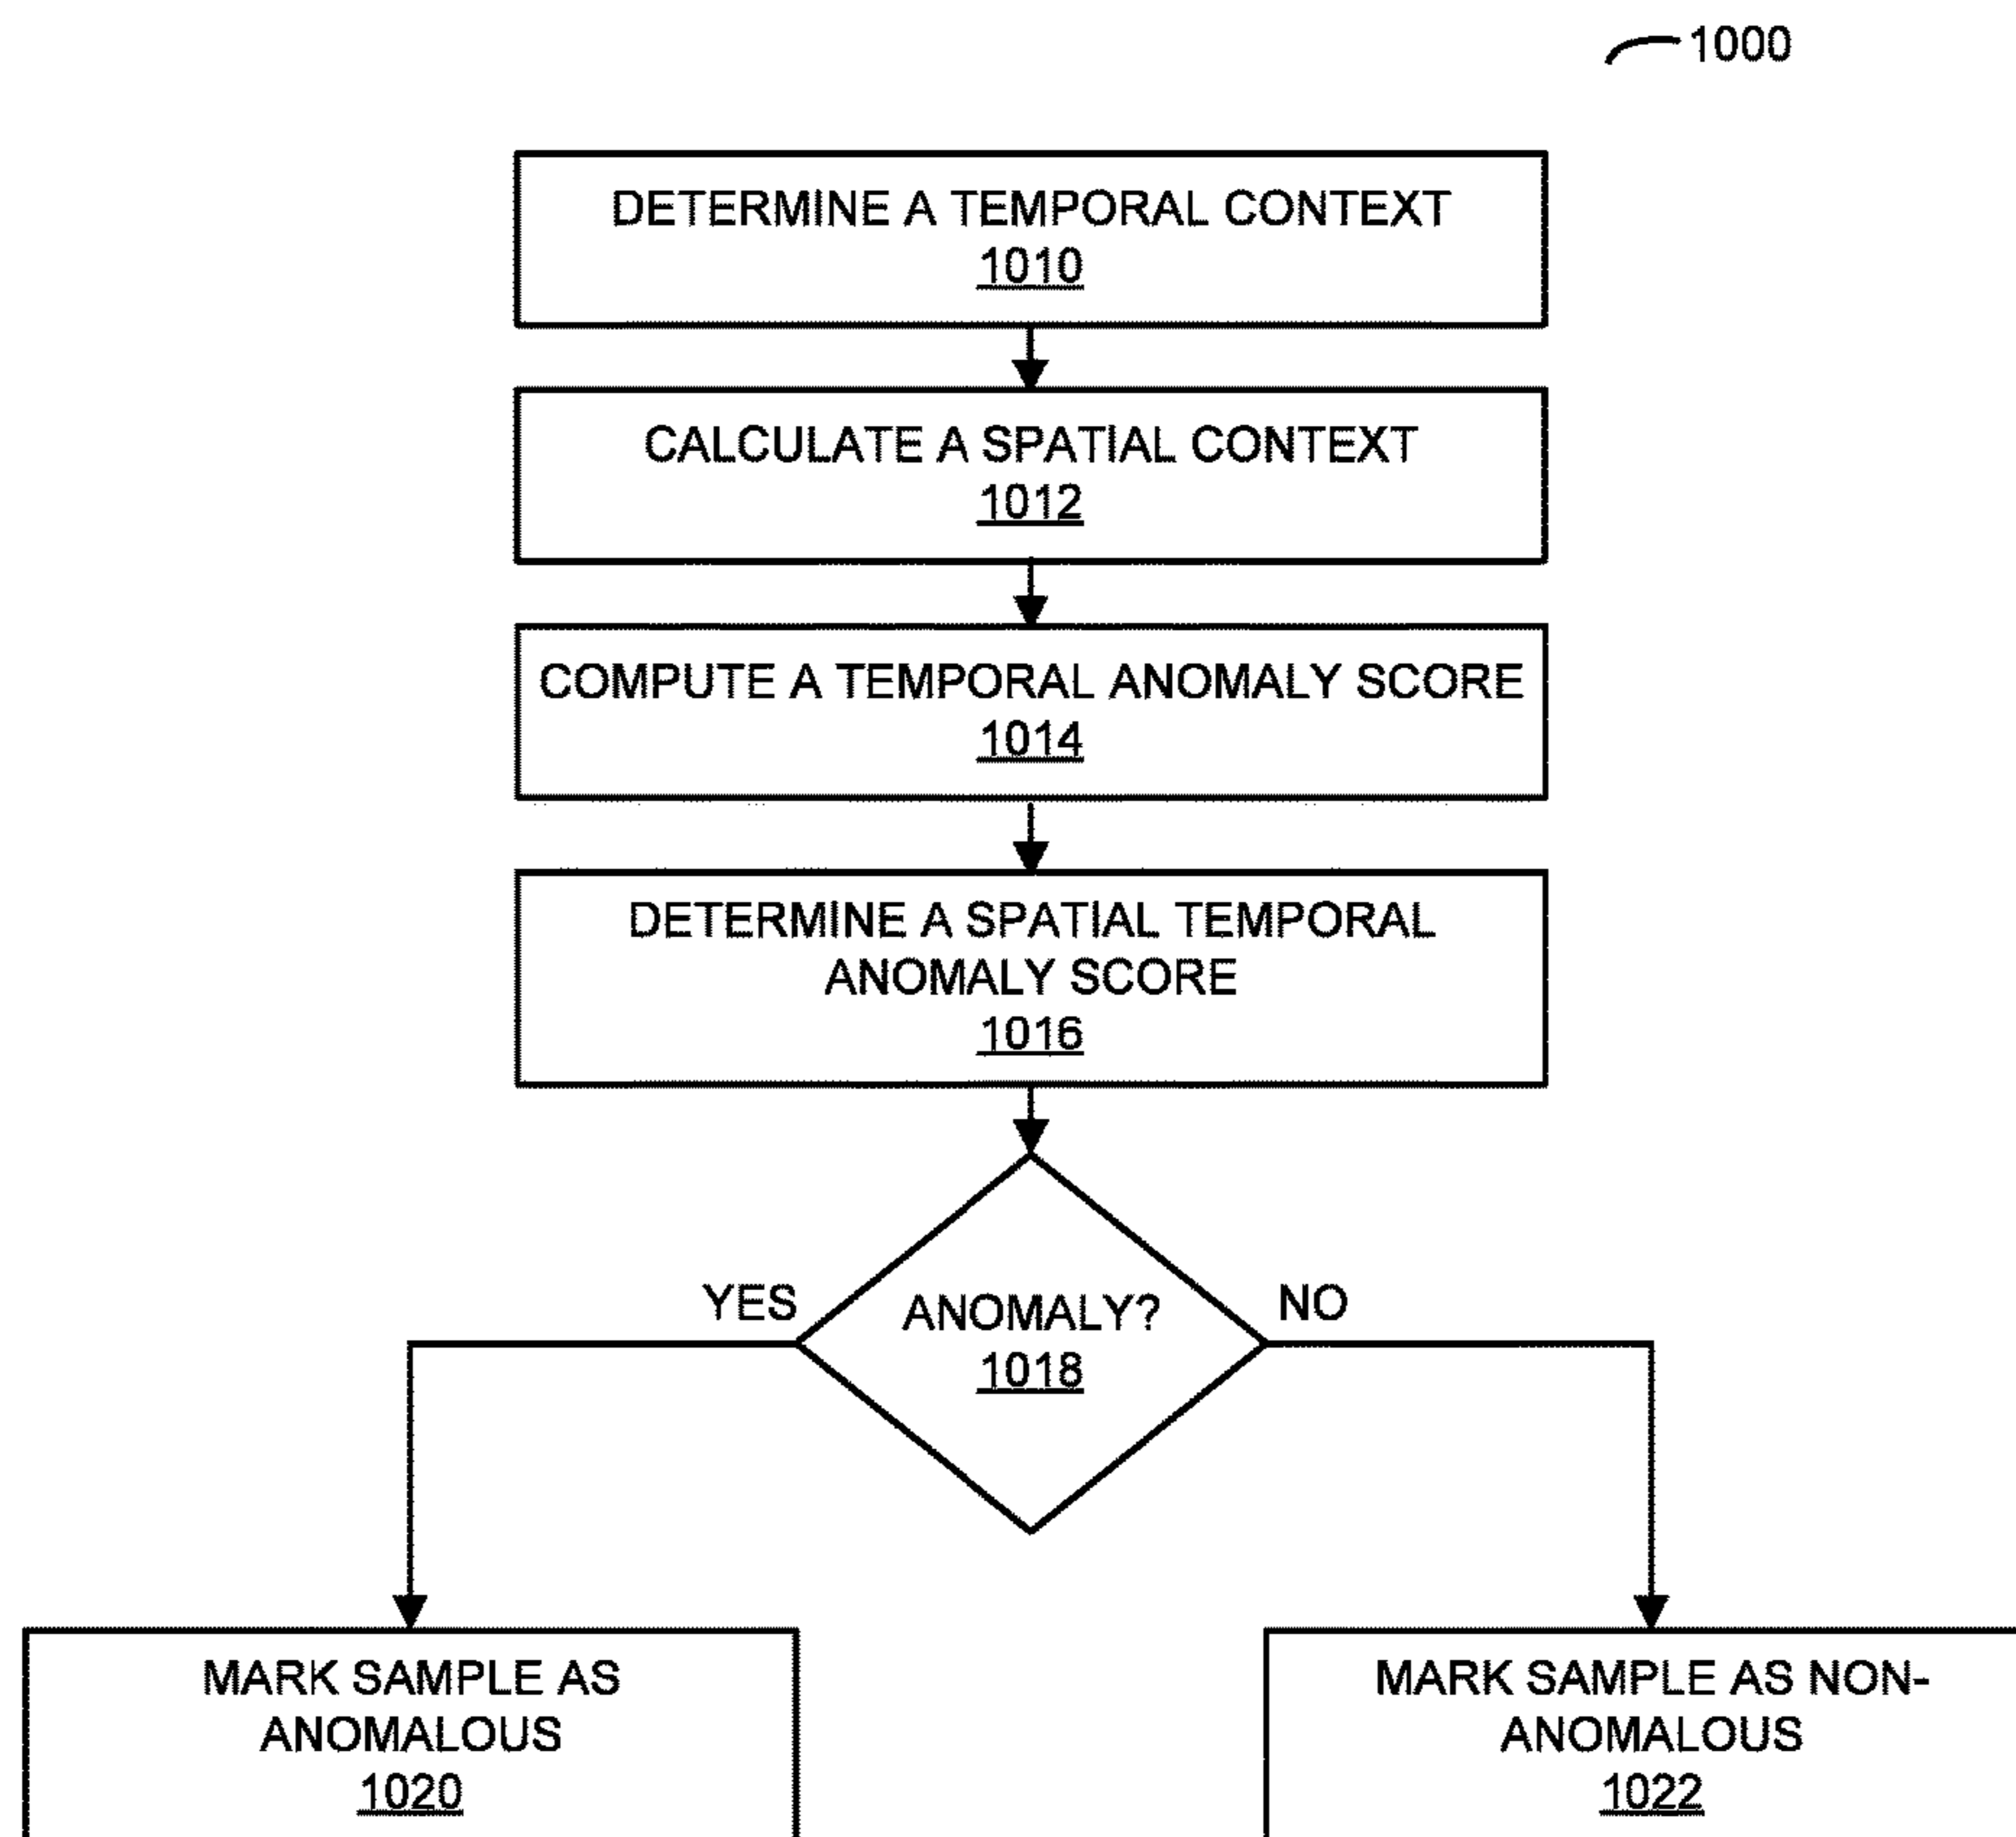 1000
DETERMINE A TEMPORAL CONTEXT
1010
CALCULATE A SPATIAL CONTEXT
1012
COMPUTE A TEMPORAL ANOMALY SCORE
1014
DETERMINE A SPATIAL TEMPORAL
ANOMALY SCORE
1016
YES
ANOMALY?
1018
NO
MARK SAMPLE AS
ANOMALOUS
1020
MARK SAMPLE AS NON-
ANOMALOUS
1022